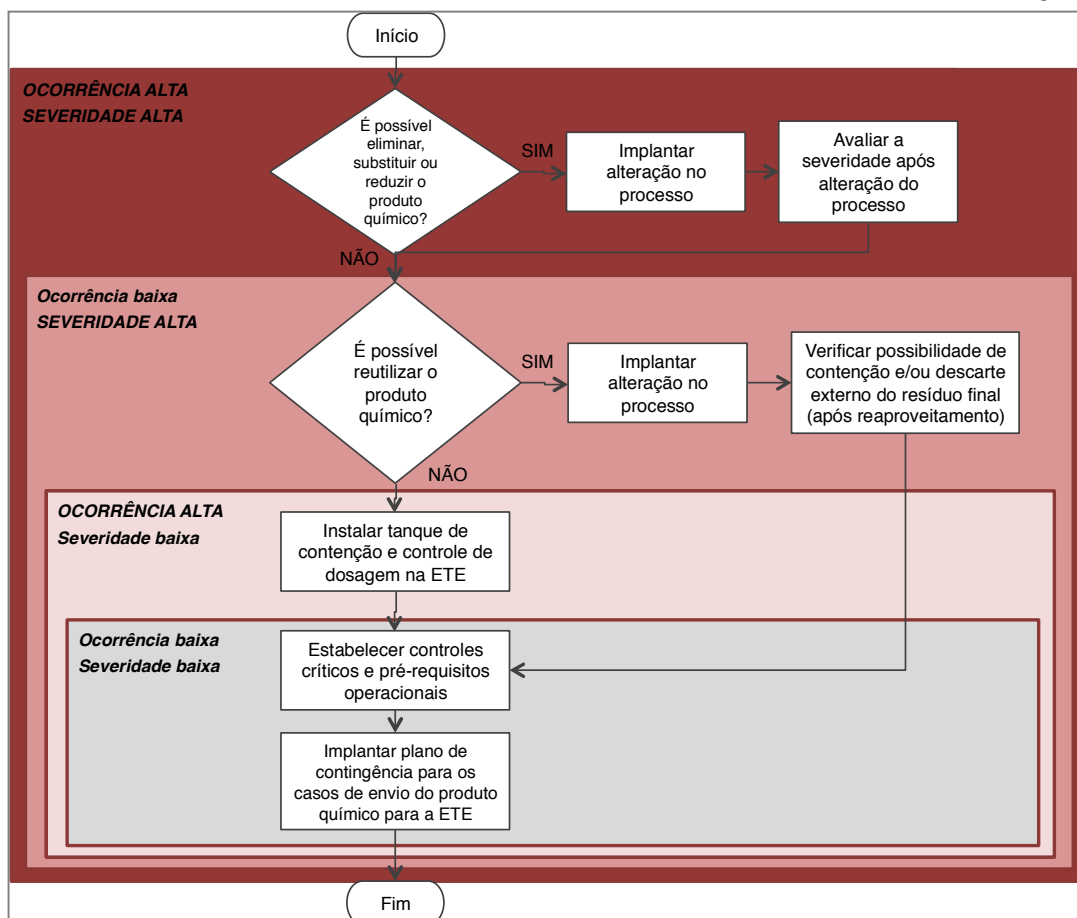 Início
OCORRÊNCIA ALTA
SEVERIDADE ALTA
É possível
eliminar,
substituir ou
reduzir o
produto
químico?
SIM
Implantar
alteração no
processo
Avaliar a
severidade após
alteração do
processo
NÃO
Ocorrência baixa
SEVERIDADE ALTA
É possível
reutilizar o
produto
químico?
SIM
Implantar
alteração no
processo
Verificar possibilidade de
contenção e/ou descarte
externo do resíduo final
(após reaproveitamento)
NÃO
OCORRÊNCIA ALTA
Severidade baixa
Instalar tanque de
contenção e controle de
dosagem na ETE
Ocorrência baixa
Severidade baixa
Estabelecer controles
críticos e pré-requisitos
operacionais
Implantar plano de
contingência para os
casos de envio do produto
químico para a ETE
Fim